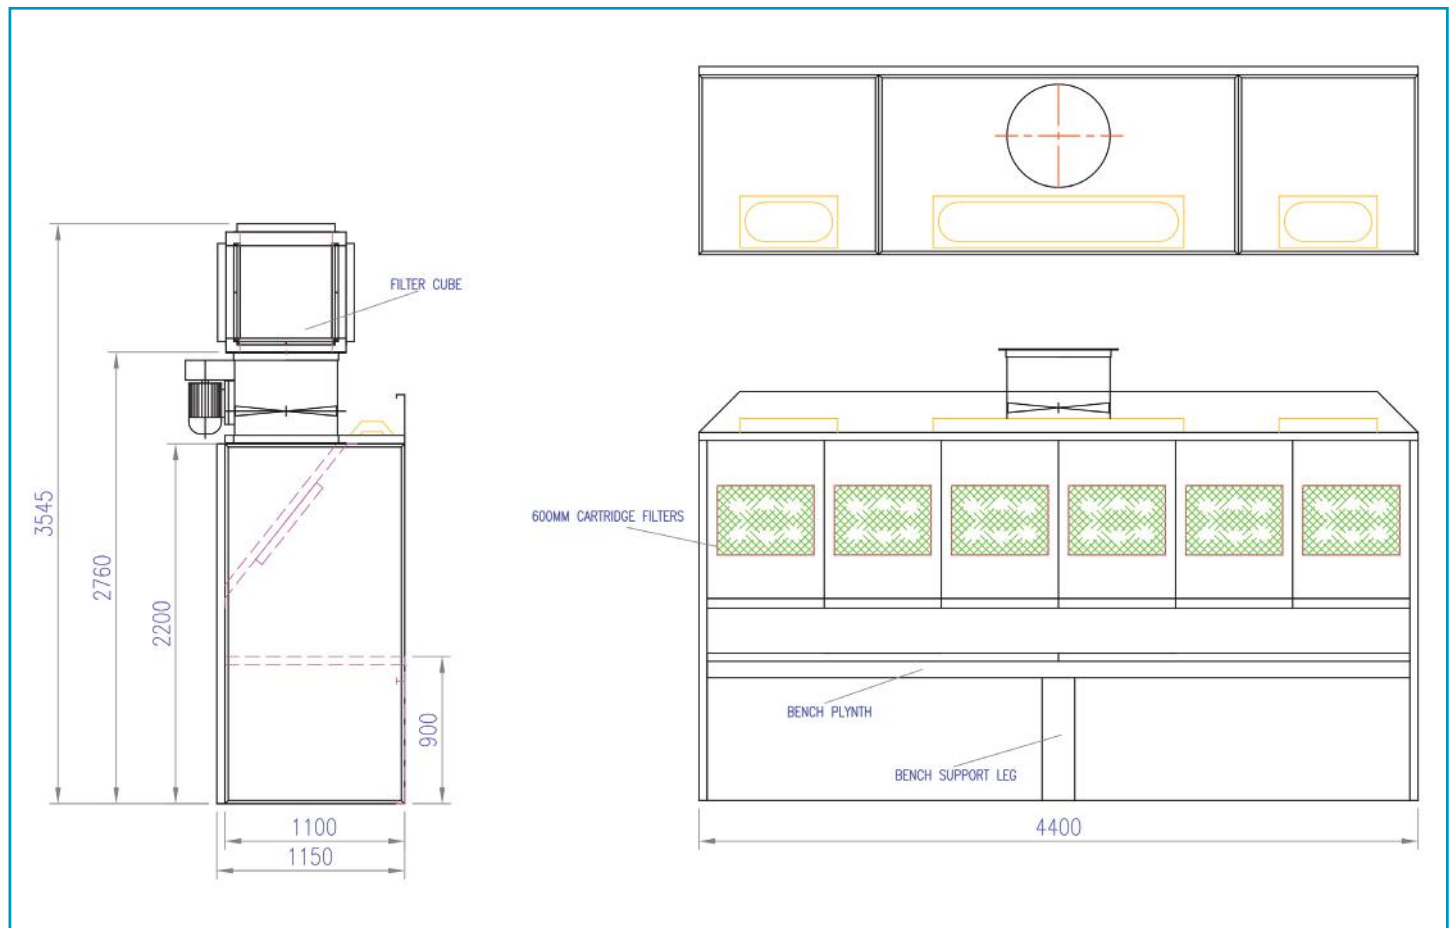 FILTER CUBE
3545
2760
2200
900
1100
1150
600MM CARTRIDGE FILTERS
BENCH PLYNTH
BENCH SUPPORT LEG
4400